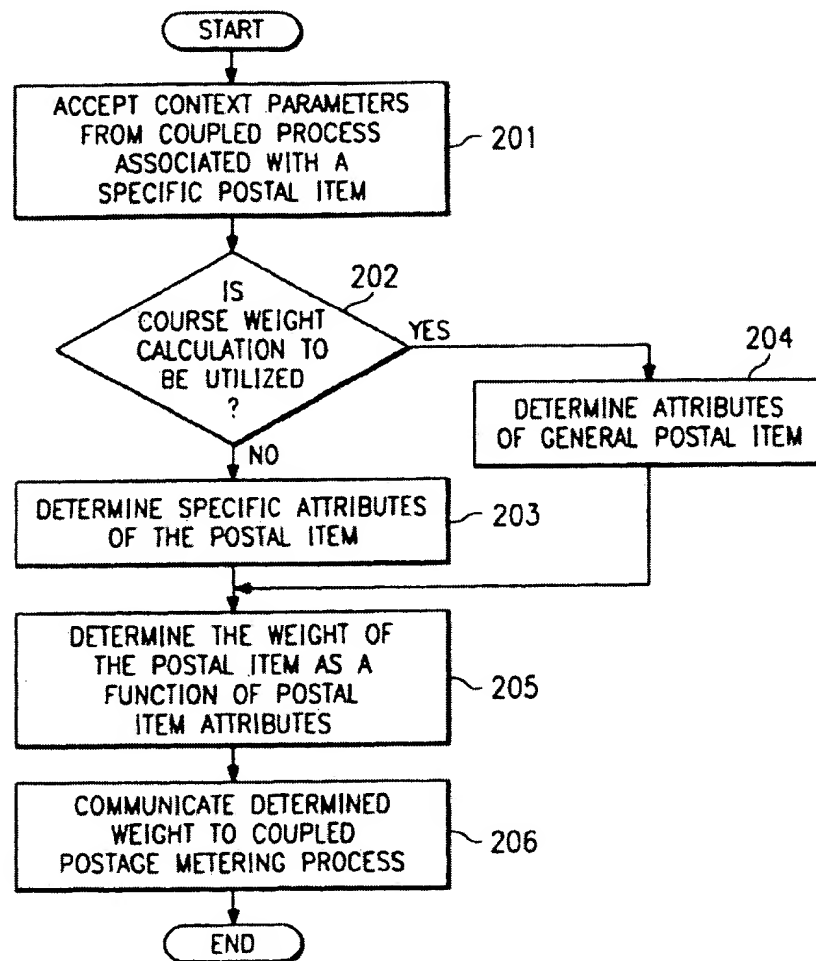 START
ACCEPT CONTEXT PARAMETERS
FROM COUPLED PROCESS
ASSOCIATED WITH A
SPECIFIC POSTAL ITEM
201
IS
COURSE WEIGHT
CALCULATION TO
BE UTILIZED
?
202
YES
204
DETERMINE ATTRIBUTES
OF GENERAL POSTAL ITEM
NO
DETERMINE SPECIFIC ATTRIBUTES
OF THE POSTAL ITEM
203
DETERMINE THE WEIGHT OF
THE POSTAL ITEM AS A
FUNCTION OF POSTAL
ITEM ATTRIBUTES
205
COMMUNICATE DETERMINED
WEIGHT TO COUPLED
POSTAGE METERING PROCESS
206
END